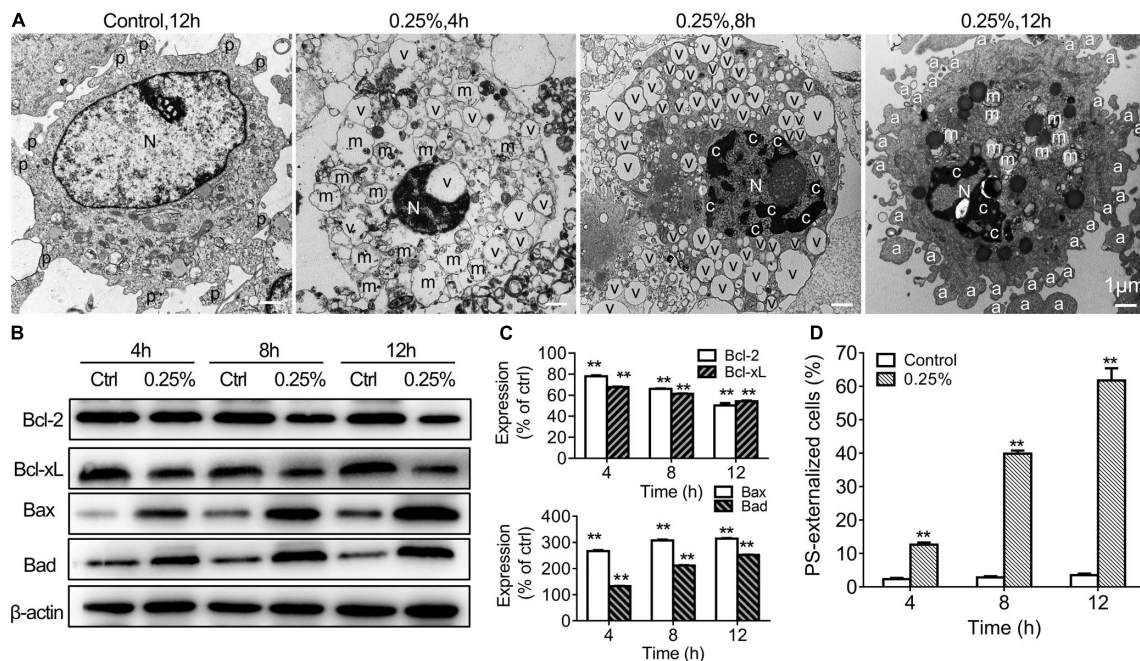 A
Control,12h 0.25%,4h 0.25%,8h 0.25%,12h
p p p p p p p p p p N
m m m m m m m m m m m m m m v v v v v v v v v v N
v v v v v v v v v v v v v v v v v v v v c c c c c c c N
a a a a a a a a a a a a a a a a a a a a m m m m m m m c c c N
1μm
B
4h 8h 12h
Ctrl 0.25% Ctrl 0.25% Ctrl 0.25%
Bcl-2
Bcl-xL
Bax
Bad
β-actin
C
Bcl-2
Bcl-xL
Expression
(% of ctrl)
100
80
60
40
20
0
** ** ** ** ** **
4 8 12
Time (h)
Bax
Bad
Expression
(% of ctrl)
400
300
200
100
0
** ** ** ** ** **
4 8 12
Time (h)
D
Control
0.25%
PS-externalized cells (%)
70
60
50
40
30
20
10
0
** ** **
4 8 12
Time (h)